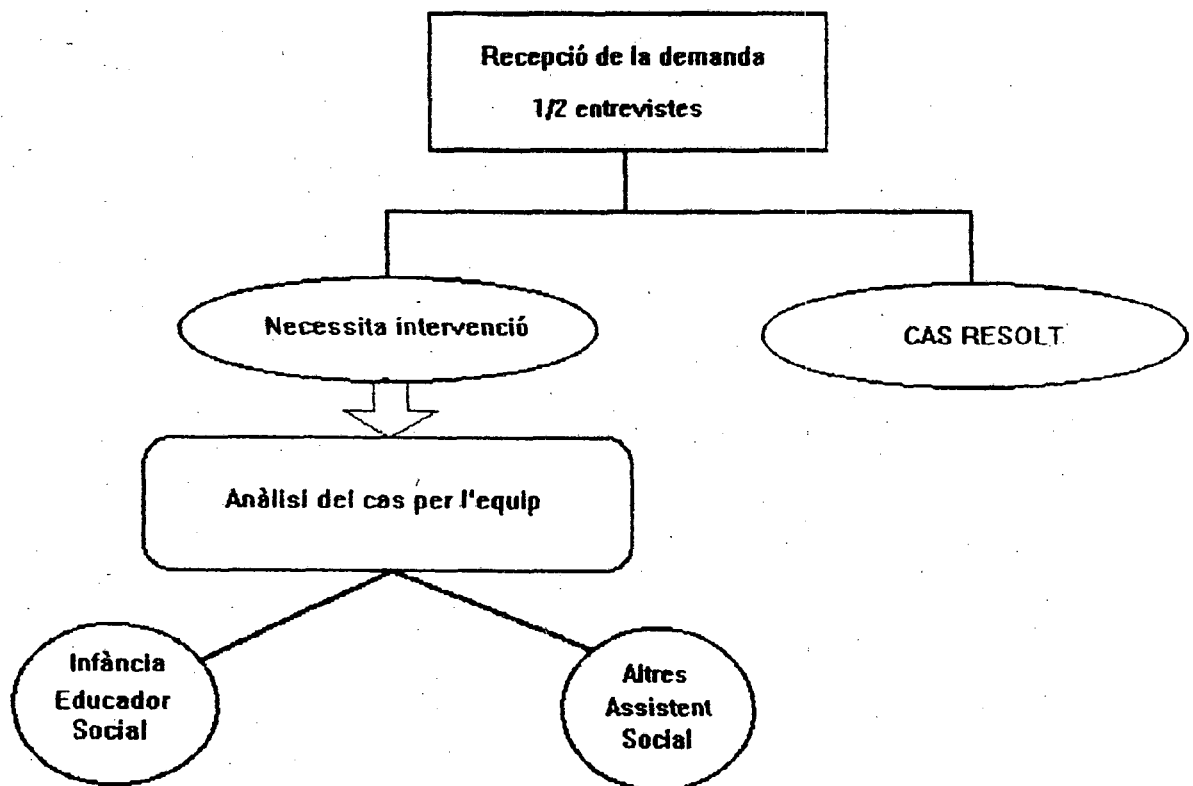 Recepció de la demanda
1/2 entrevistes
Necessita intervenció
CAS RESOLT
Anàlisi del cas per l'equip
Infància
Educador
Social
Altres
Assistent
Social